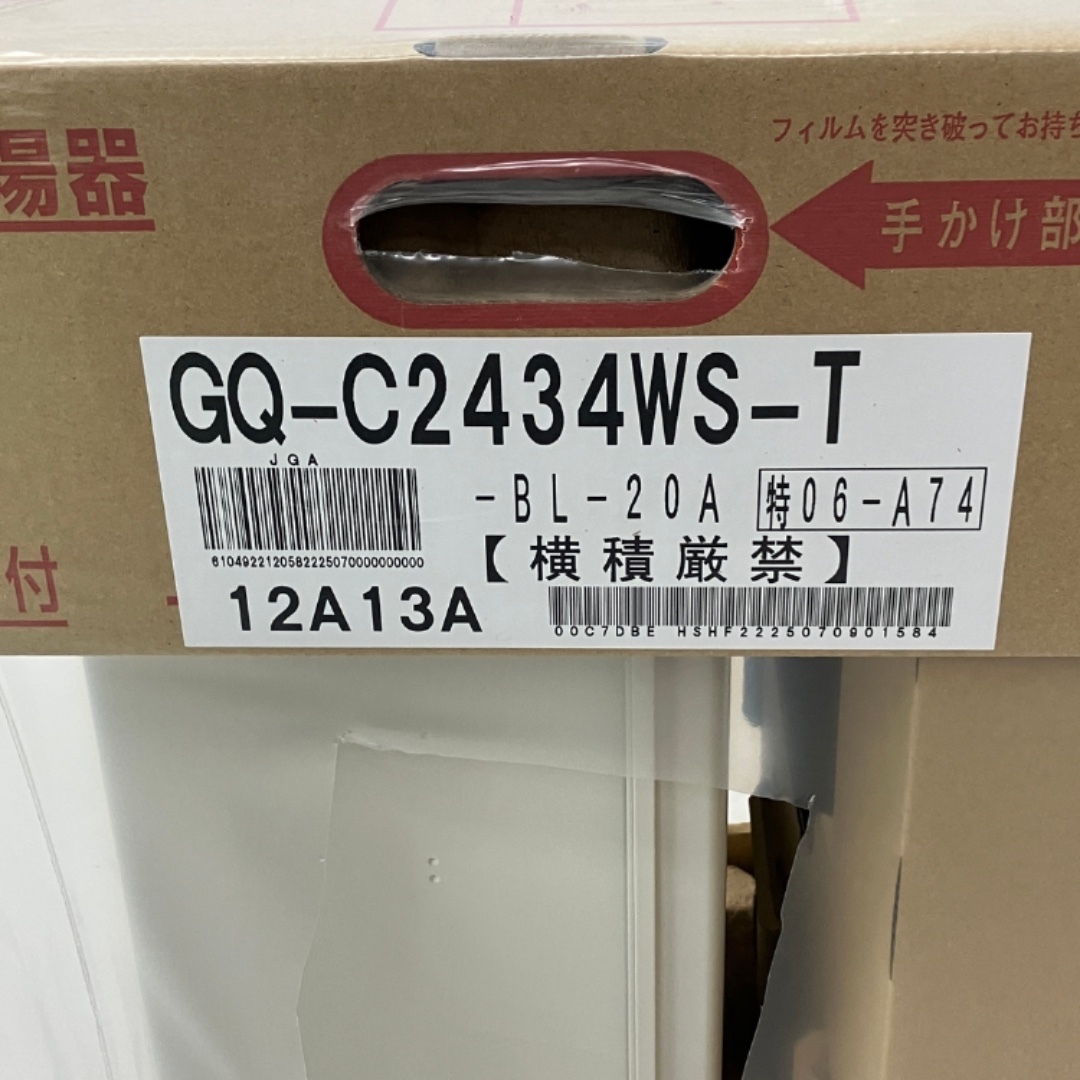 フィルムを突き破ってお持ち
湯器
手かけ部
GQ-C2434WS-T
JGA
-BL-20A 特06-A74
6104922120582225070000000000
【横積厳禁】
12A13A
00C7DBE HSHF2225070901584
付